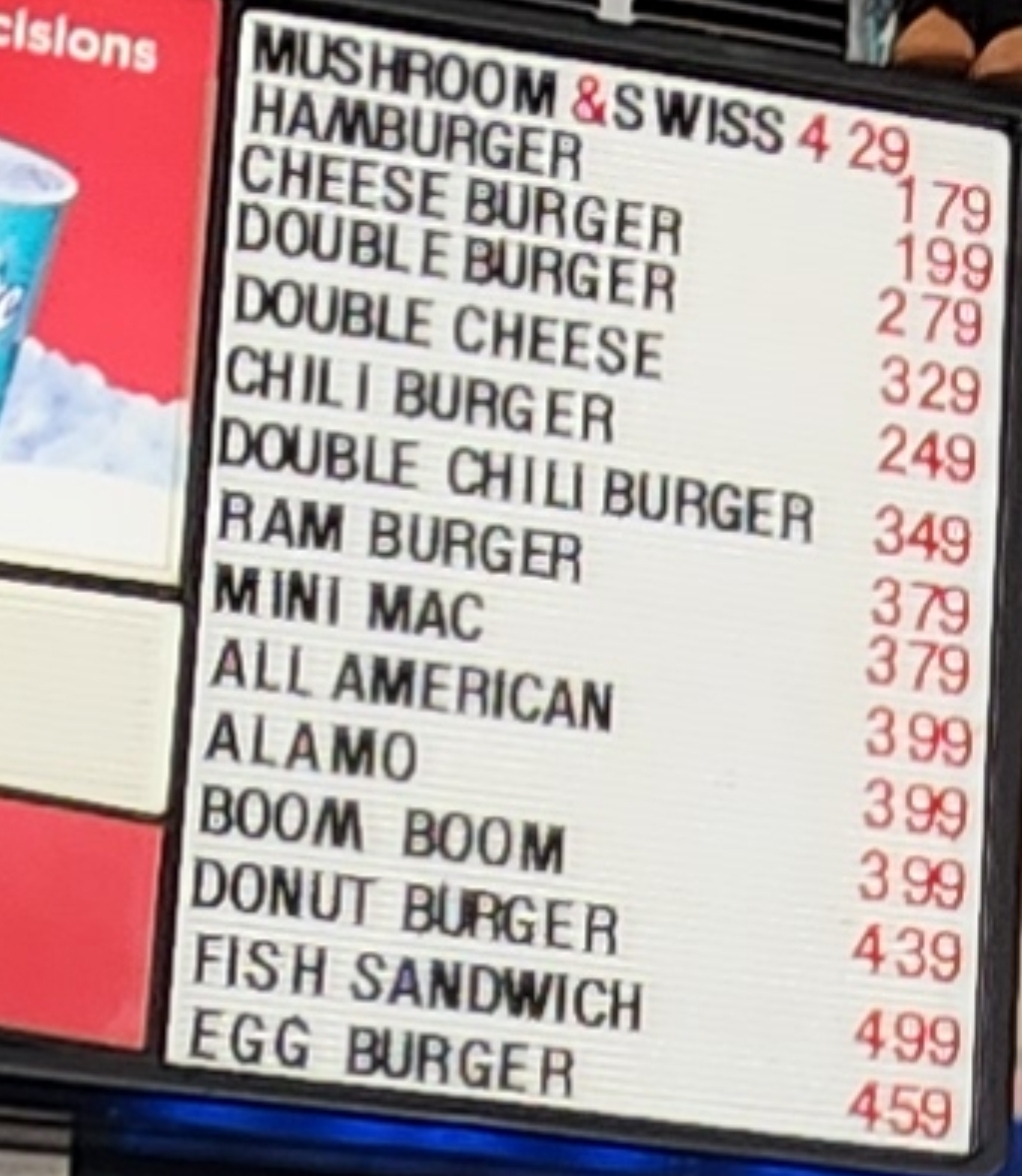 cisions
MUSHROOM & SWISS 4 29
HAMBURGER 179
CHEESE BURGER 199
DOUBLE BURGER 279
DOUBLE CHEESE 329
CHILI BURGER 249
DOUBLE CHILI BURGER 349
RAM BURGER 379
MINI MAC 379
ALL AMERICAN 399
ALAMO 399
BOOM BOOM 399
DONUT BURGER 439
FISH SANDWICH 499
EGG BURGER 459